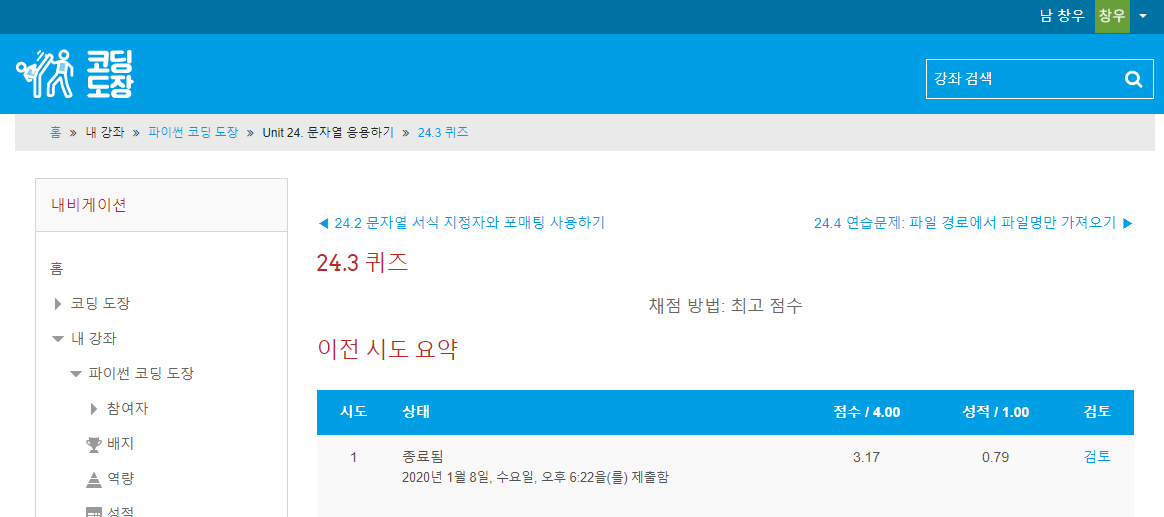 남 창우 창우
코딩
도장
강좌 검색
홈 » 내 강좌 » 파이썬 코딩 도장 » Unit 24. 문자열 응용하기 » 24.3 퀴즈
내비게이션
홈
코딩 도장
내 강좌
파이썬 코딩 도장
참여자
배지
역량
성적
◀ 24.2 문자열 서식 지정자와 포매팅 사용하기
24.4 연습문제: 파일 경로에서 파일명만 가져오기 ▶
24.3 퀴즈
채점 방법: 최고 점수
이전 시도 요약
시도 상태 점수 / 4.00 성적 / 1.00 검토
1 종료됨 3.17 0.79 검토
2020년 1월 8일, 수요일, 오후 6:22을(를) 제출함